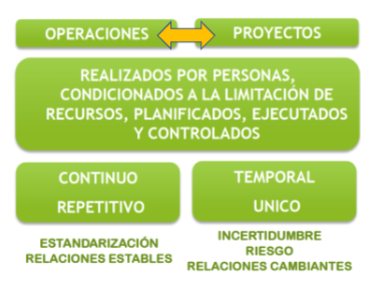 OPERACIONES
PROYECTOS
REALIZADOS POR PERSONAS,
CONDICIONADOS A LA LIMITACIÓN DE
RECURSOS, PLANIFICADOS, EJECUTADOS
Y CONTROLADOS
CONTINUO
REPETITIVO
TEMPORAL
UNICO
ESTANDARIZACIÓN
RELACIONES ESTABLES
INCERTIDUMBRE
RIESGO
RELACIONES CAMBIANTES